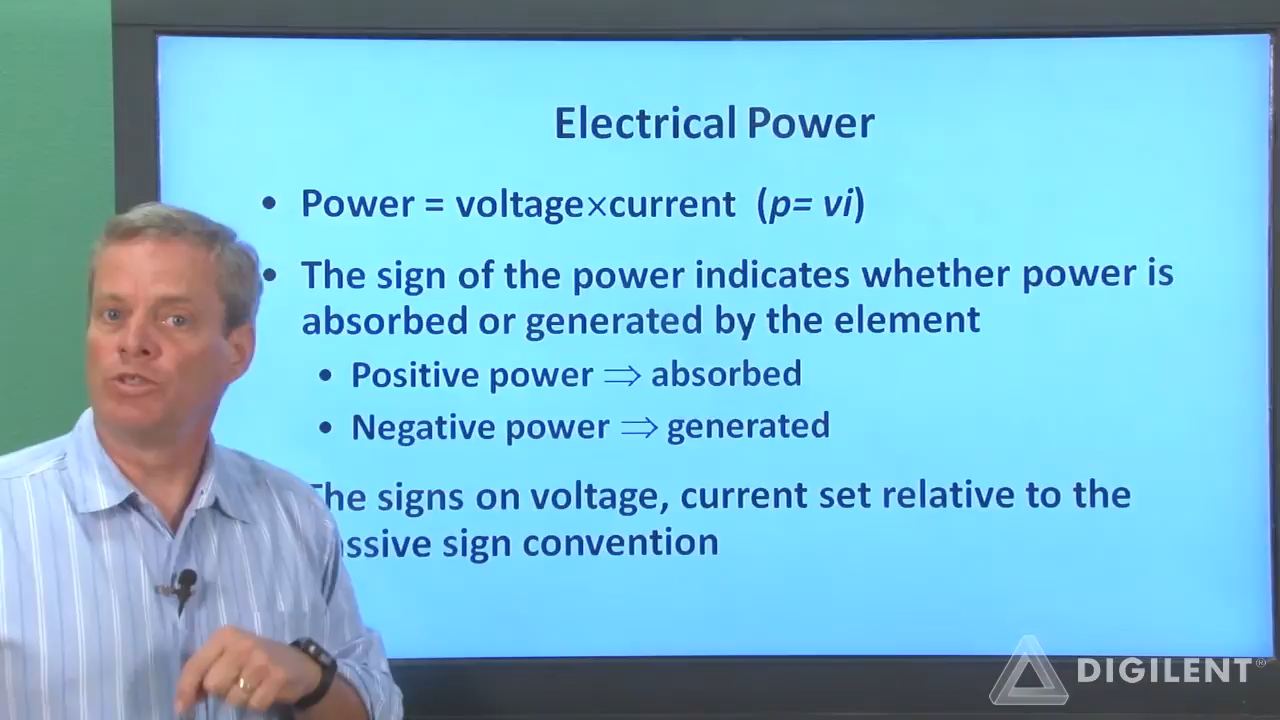 Electrical Power
• Power = voltage×current (p= vi)
• The sign of the power indicates whether power is
absorbed or generated by the element
• Positive power ⇒ absorbed
• Negative power ⇒ generated
The signs on voltage, current set relative to the
sign convention
DIGILENT®